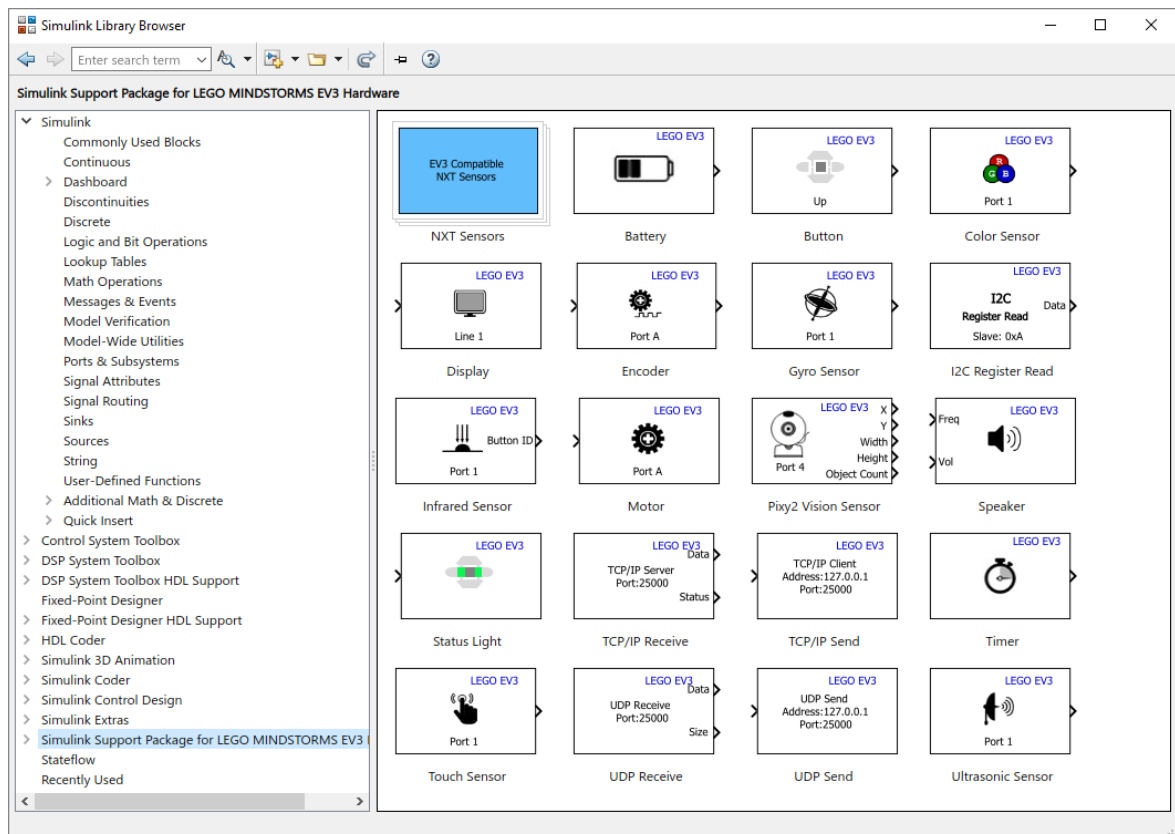 Simulink Library Browser
Enter search term
Simulink Support Package for LEGO MINDSTORMS EV3 Hardware
Simulink
Commonly Used Blocks
Continuous
Dashboard
Discontinuities
Discrete
Logic and Bit Operations
Lookup Tables
Math Operations
Messages & Events
Model Verification
Model-Wide Utilities
Ports & Subsystems
Signal Attributes
Signal Routing
Sinks
Sources
String
User-Defined Functions
Additional Math & Discrete
Quick Insert
Control System Toolbox
DSP System Toolbox
DSP System Toolbox HDL Support
Fixed-Point Designer
Fixed-Point Designer HDL Support
HDL Coder
Simulink 3D Animation
Simulink Coder
Simulink Control Design
Simulink Extras
Simulink Support Package for LEGO MINDSTORMS EV3
Stateflow
Recently Used
EV3 Compatible
NXT Sensors
NXT Sensors
LEGO EV3
Battery
LEGO EV3
Up
Button
LEGO EV3
R
G B
Port 1
Color Sensor
LEGO EV3
Line 1
Display
LEGO EV3
Port A
Encoder
LEGO EV3
Port 1
Gyro Sensor
LEGO EV3
I2C
Register Read
Data
Slave: 0xA
I2C Register Read
LEGO EV3
Button ID
Port 1
Infrared Sensor
LEGO EV3
Port A
Motor
LEGO EV3
X
Y
Width
Height
Object Count
Port 4
Pixy2 Vision Sensor
LEGO EV3
Freq
Vol
Speaker
LEGO EV3
Status Light
LEGO EV3
Data
TCP/IP Server
Port:25000
Status
TCP/IP Receive
LEGO EV3
TCP/IP Client
Address:127.0.0.1
Port:25000
TCP/IP Send
LEGO EV3
Timer
LEGO EV3
Port 1
Touch Sensor
LEGO EV3
Data
UDP Receive
Port:25000
Size
UDP Receive
LEGO EV3
UDP Send
Address:127.0.0.1
Port:25000
UDP Send
LEGO EV3
Port 1
Ultrasonic Sensor